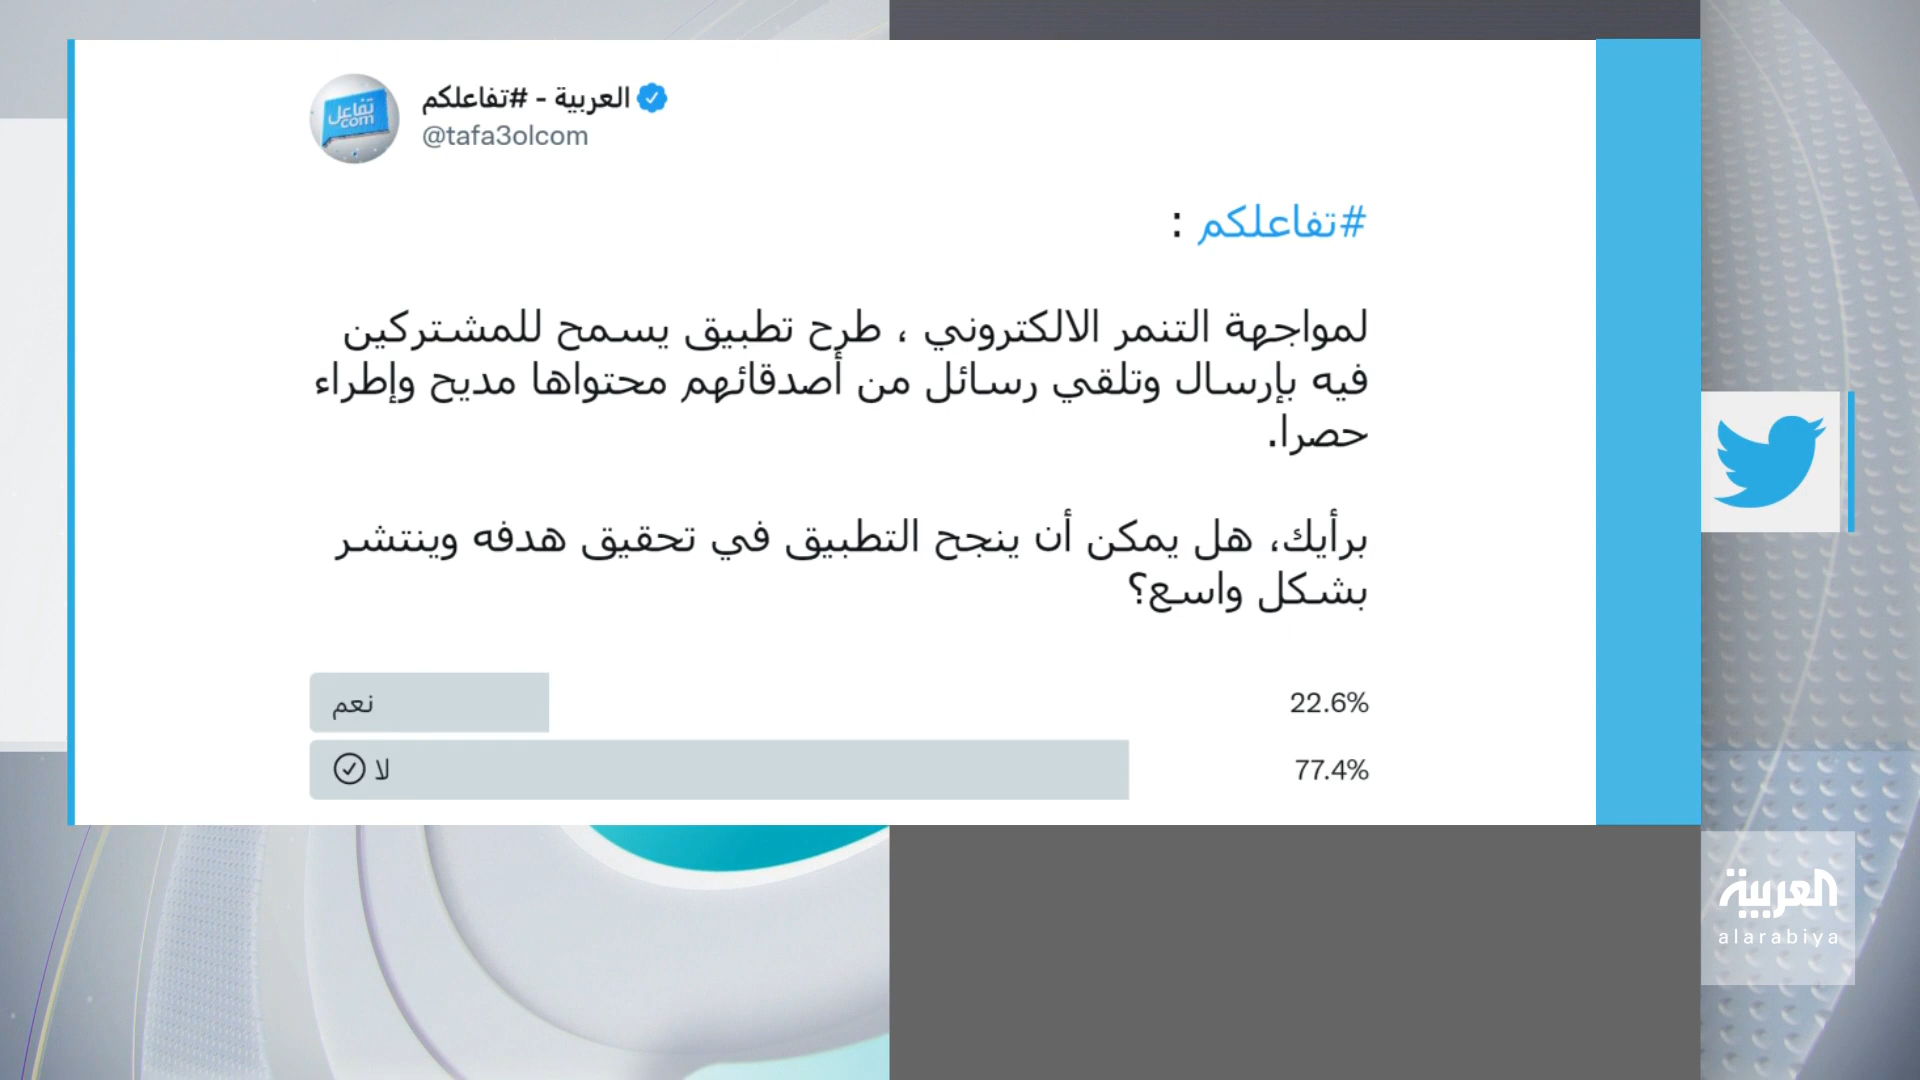 تفاعل
com
العربية - #تفاعلكم
@tafa3olcom
#تفاعلكم :
لمواجهة التنمر الالكتروني ، طرح تطبيق يسمح للمشتركين
فيه بإرسال وتلقي رسائل من أصدقائهم محتواها مديح وإطراء
حصرا.
برأيك، هل يمكن أن ينجح التطبيق في تحقيق هدفه وينتشر
بشكل واسع؟
نعم 22.6%
لا 77.4%
العربية
alarabiya